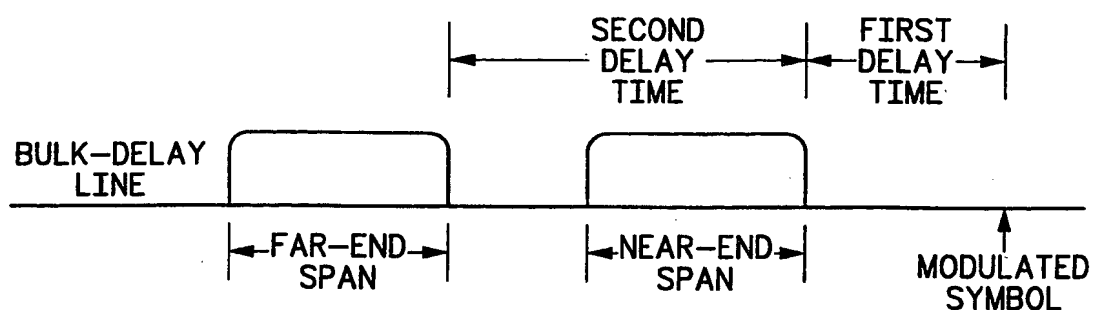 SECOND
DELAY
TIME
FIRST
DELAY
TIME
BULK-DELAY
LINE
FAR-END
SPAN
NEAR-END
SPAN
MODULATED
SYMBOL